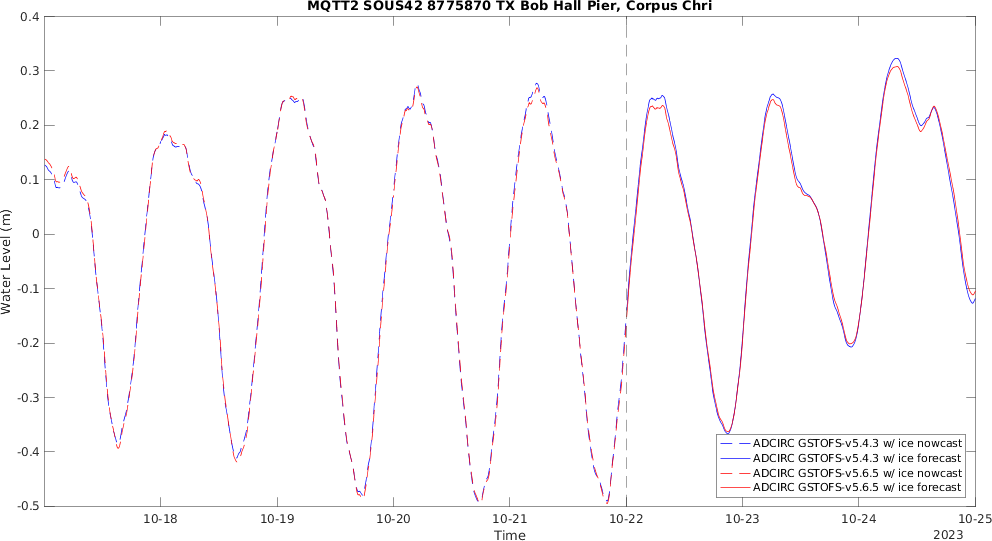 MQTT2 SOUS42 8775870 TX Bob Hall Pier, Corpus Chri
0.4
0.3
0.2
0.1
0
-0.1
-0.2
-0.3
-0.4
-0.5
Water Level (m)
10-18
10-19
10-20
10-21
10-22
10-23
10-24
10-25
Time
2023
ADCIRC GSTOFS-v5.4.3 w/ ice nowcast
ADCIRC GSTOFS-v5.4.3 w/ ice forecast
ADCIRC GSTOFS-v5.6.5 w/ ice nowcast
ADCIRC GSTOFS-v5.6.5 w/ ice forecast